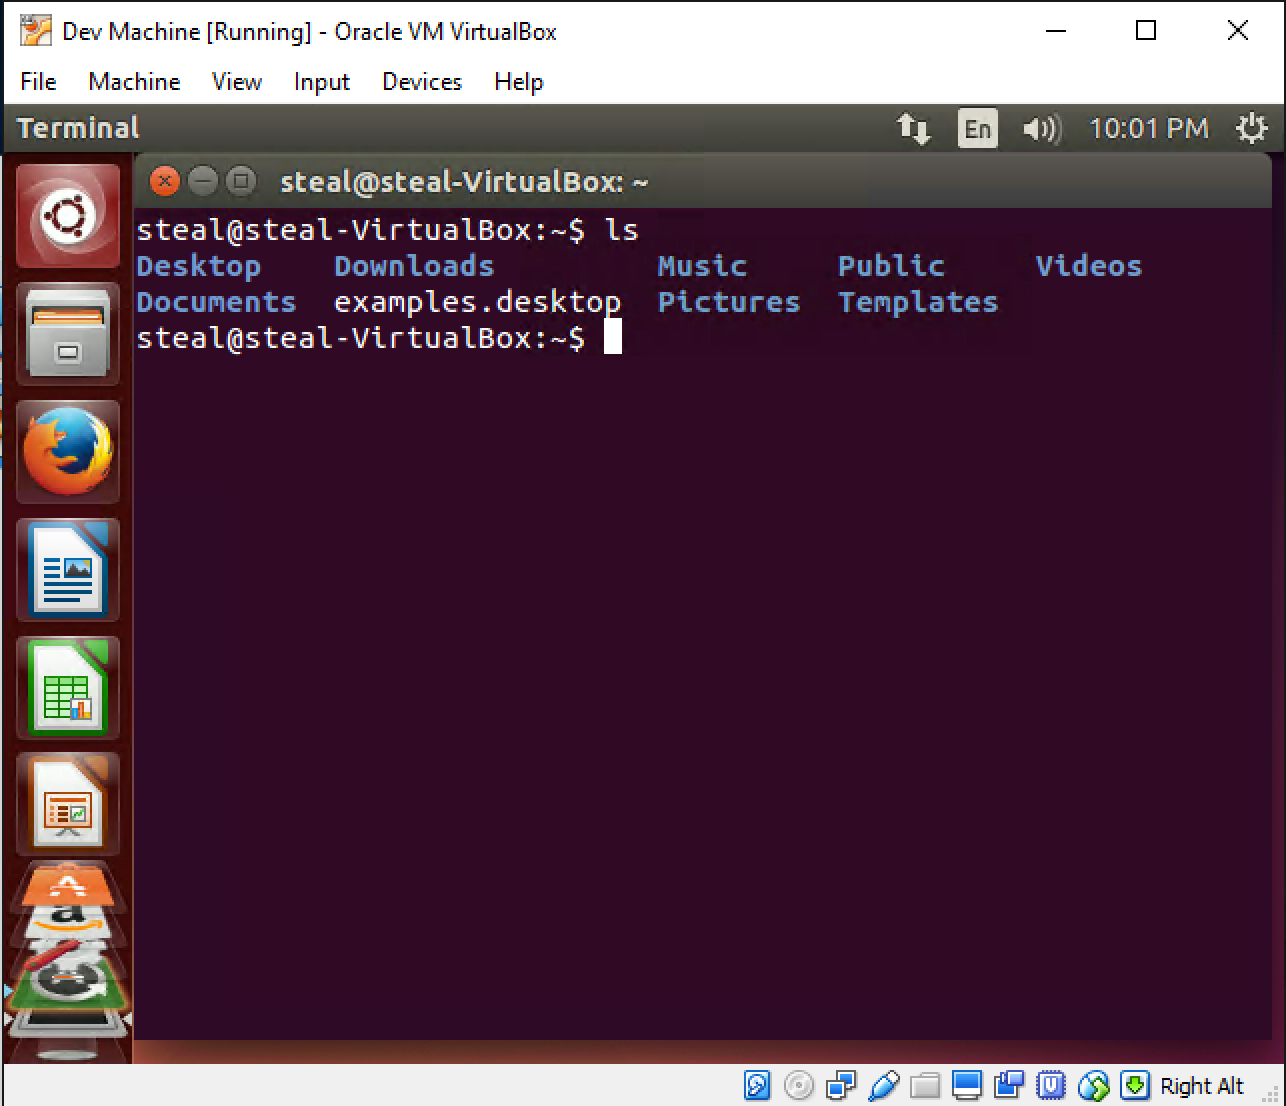 Dev Machine [Running] - Oracle VM VirtualBox
File Machine View Input Devices Help
Terminal En 10:01 PM
steal@steal-VirtualBox: ~
steal@steal-VirtualBox:~$ ls
Desktop Downloads Music Public Videos
Documents examples.desktop Pictures Templates
steal@steal-VirtualBox:~$
Right Alt